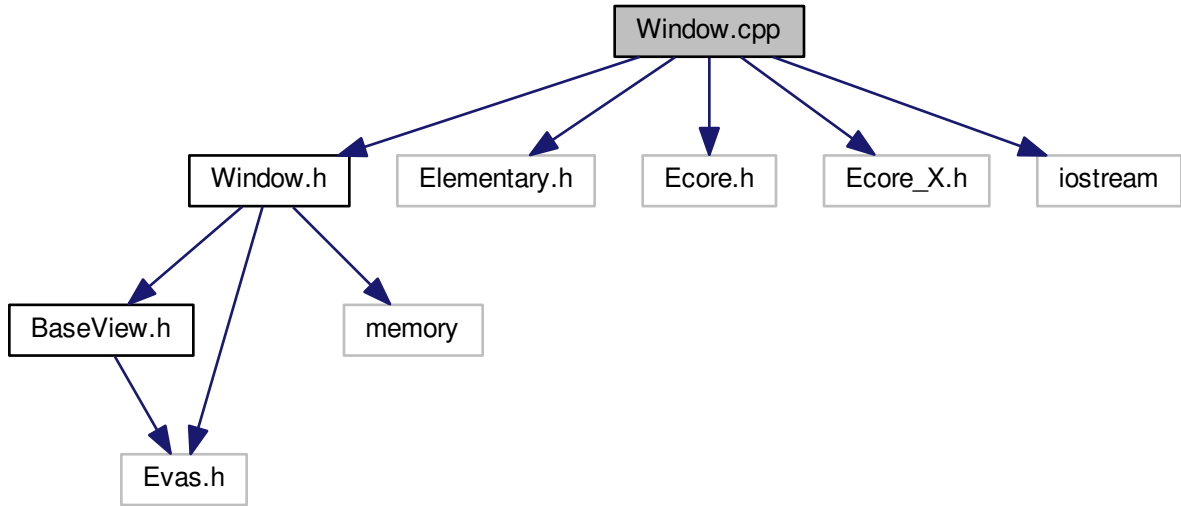 Window.cpp
Window.h
Elementary.h
Ecore.h
Ecore_X.h
iostream
BaseView.h
memory
Evas.h